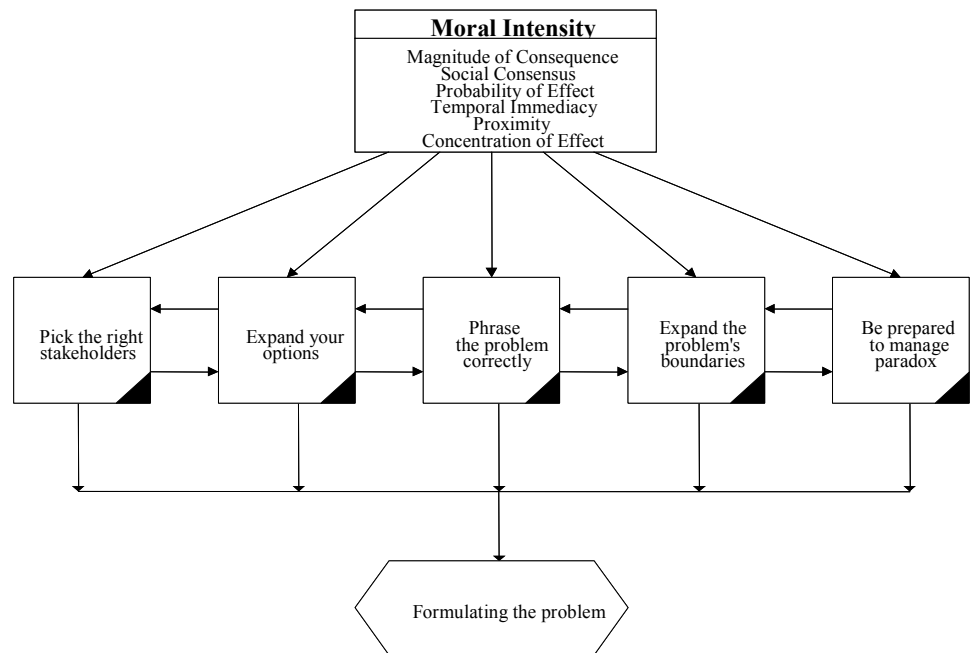 Moral Intensity
Magnitude of Consequence
Social Consensus
Probability of Effect
Temporal Immediacy
Proximity
Concentration of Effect
Pick the right
stakeholders
Expand your
options
Phrase
the problem
correctly
Expand the
problem's
boundaries
Be prepared
to manage
paradox
Formulating the problem